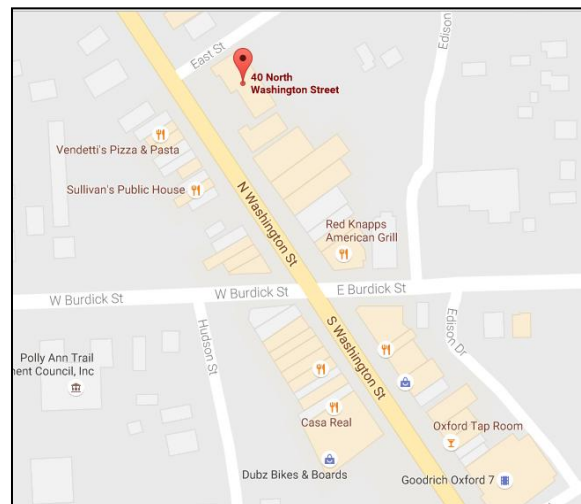 East St
Edison
40 North
Washington Street
Vendetti's Pizza & Pasta
Sullivan's Public House
N Washington St
Red Knapps
American Grill
W Burdick St
W Burdick St
E Burdick St
Hudson St
S Washington St
Edison Dr
Polly Ann Trail
ment Council, Inc
Casa Real
Oxford Tap Room
Dubz Bikes & Boards
Goodrich Oxford 7